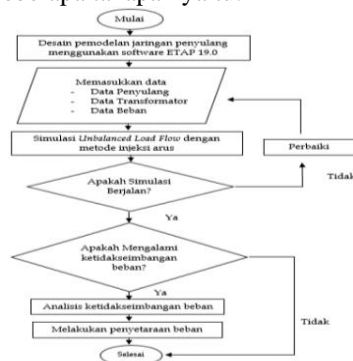 Mulai
Desain pemodelan jaringan penyulang
menggunakan software ETAP 19.0
Memasukkan data
- Data Penyulang
- Data Transformator
- Data Beban
Simulasi Unbalanced Load Flow dengan
metode injeksi arus
Perbaiki
Apakah Simulasi
Berjalan?
Tidak
Ya
Apakah Mengalami
ketidakseimbangan
beban?
Ya
Analisis ketidakseimbangan beban
Tidak
Melakukan penyetaraan beban
Selesai